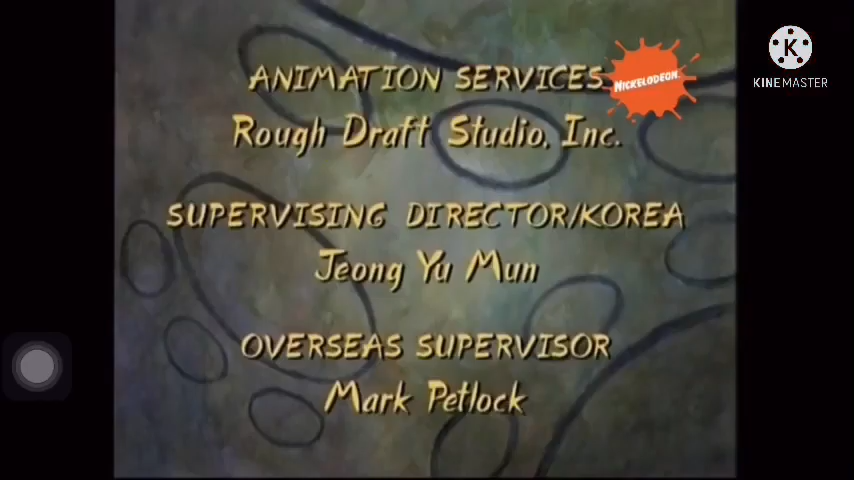 ANIMATION SERVICES
NICKELODEON
Rough Draft Studio, Inc.
SUPERVISING DIRECTOR/KOREA
Jeong Yu Mun
OVERSEAS SUPERVISOR
Mark Petlock
K
KINEMASTER